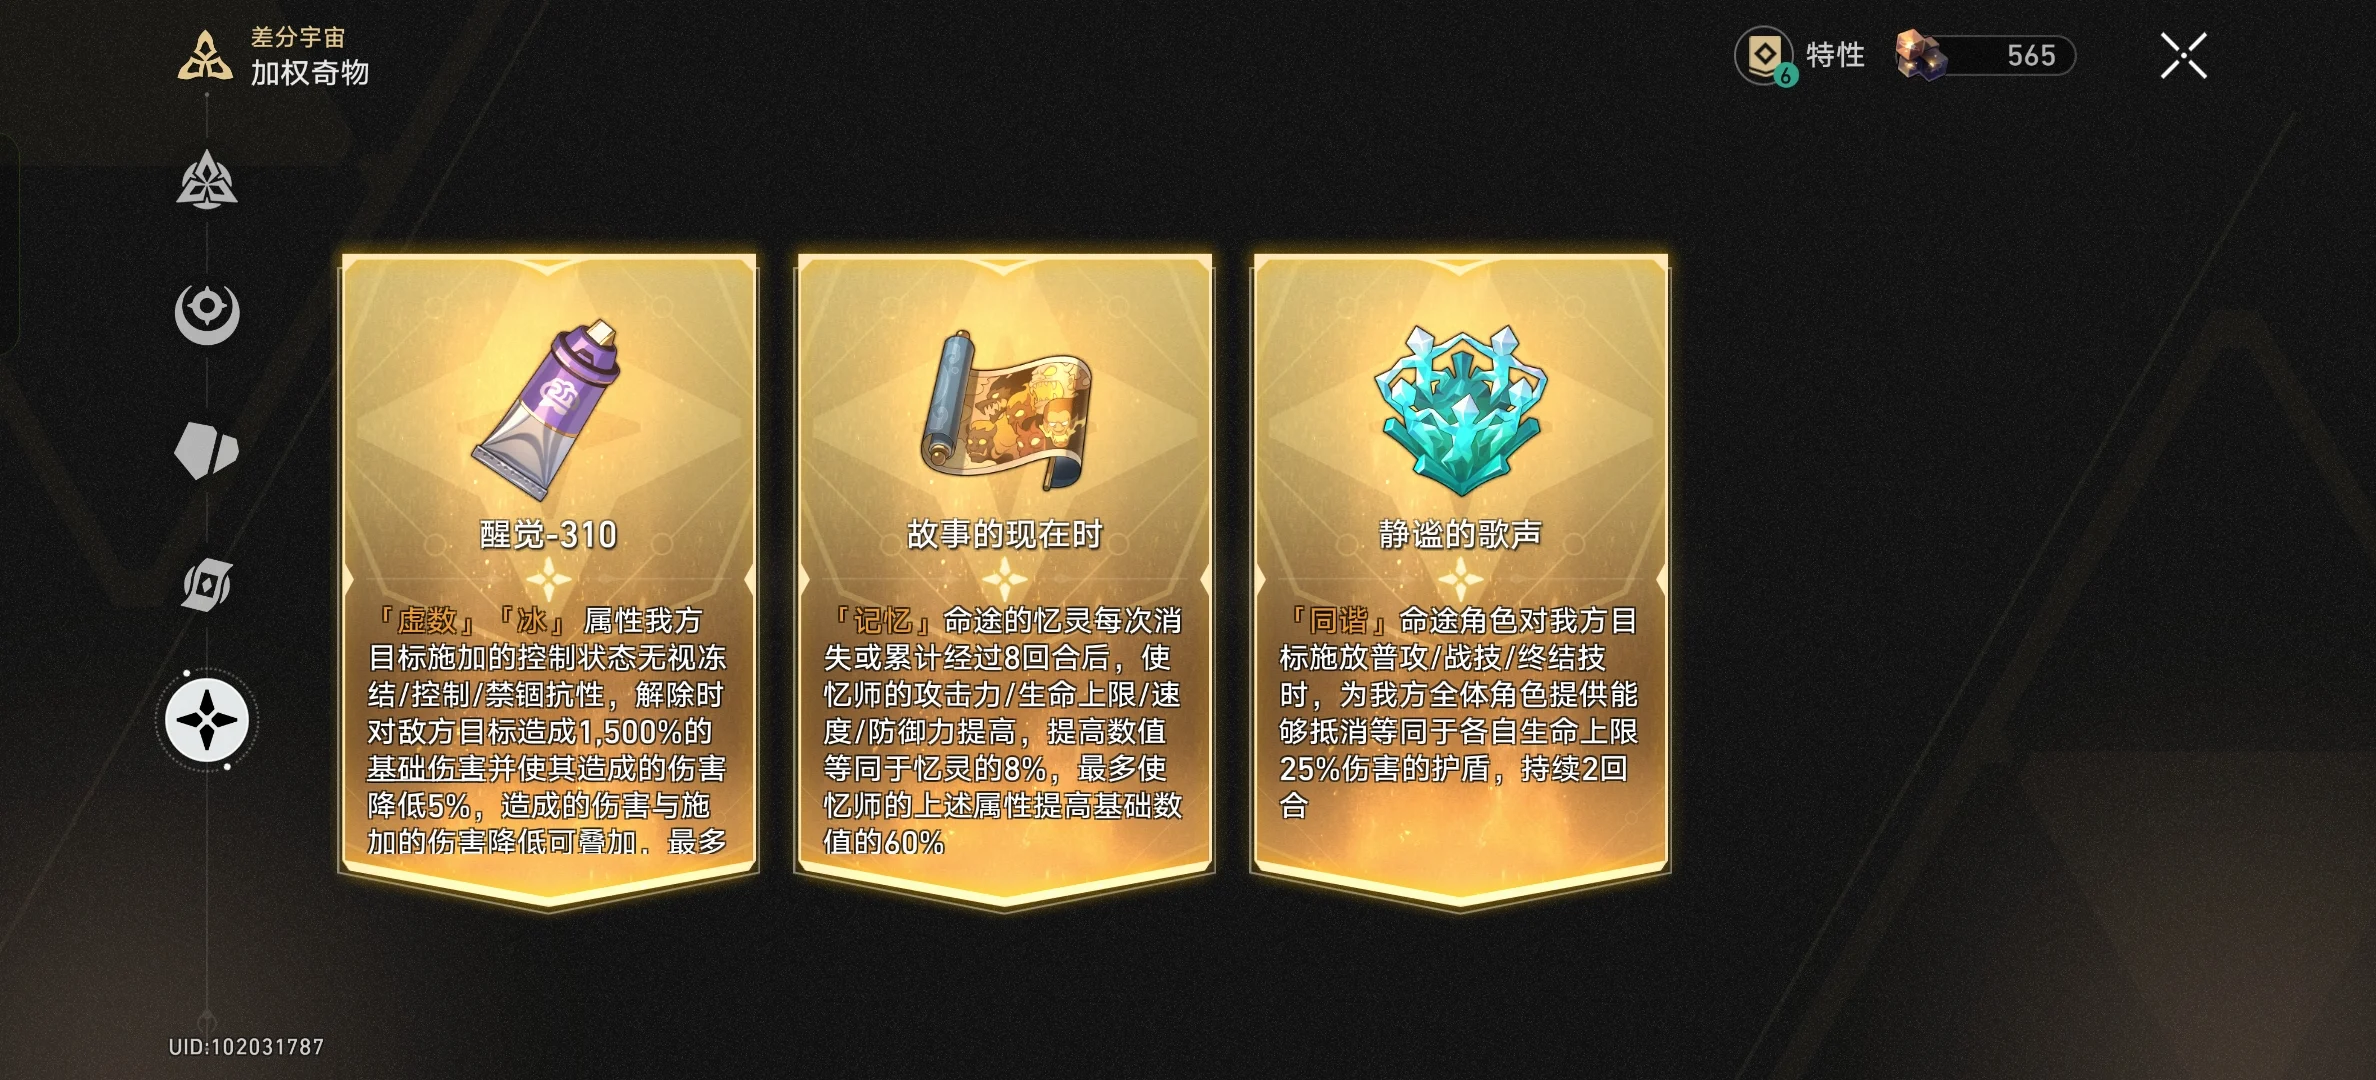 差分宇宙
加权奇物
6
特性
565
醒觉-310
「虚数」「冰」属性我方
目标施加的控制状态无视冻
结/控制/禁锢抗性，解除时
对敌方目标造成1,500%的
基础伤害并使其造成的伤害
降低5%，造成的伤害与施
加的伤害降低可叠加，最多
故事的现在时
「记忆」命途的忆灵每次消
失或累计经过8回合后，使
忆师的攻击力/生命上限/速
度/防御力提高，提高数值
等同于忆灵的8%，最多使
忆师的上述属性提高基础数
值的60%
静谧的歌声
「同谐」命途角色对我方目
标施放普攻/战技/终结技
时，为我方全体角色提供能
够抵消等同于各自生命上限
25%伤害的护盾，持续2回
合
UID:102031787